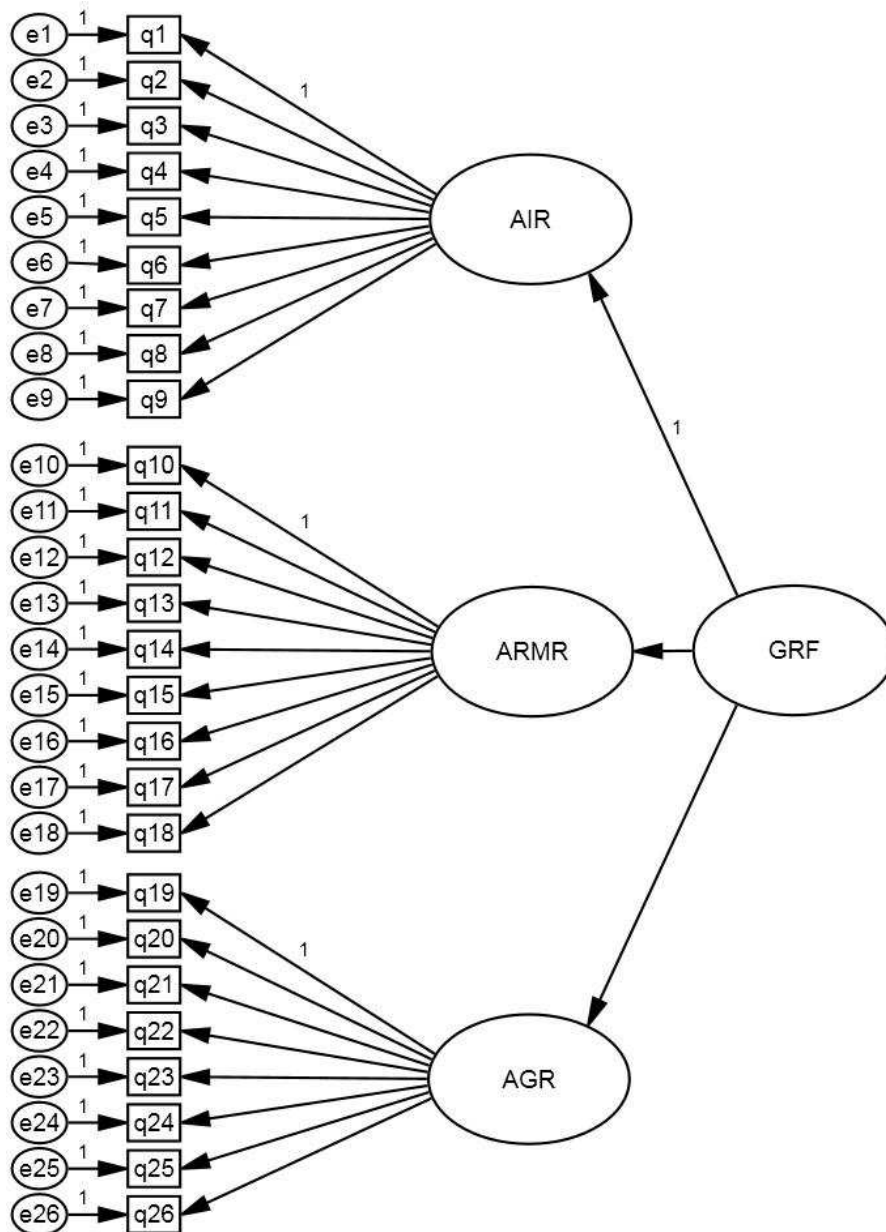 e1 1 q1
e2 1 q2
e3 1 q3
e4 1 q4
e5 1 q5
e6 1 q6
e7 1 q7
e8 1 q8
e9 1 q9
1
AIR
1
e10 1 q10
e11 1 q11
e12 1 q12
e13 1 q13
e14 1 q14
e15 1 q15
e16 1 q16
e17 1 q17
e18 1 q18
1
ARMR
GRF
e19 1 q19
e20 1 q20
e21 1 q21
e22 1 q22
e23 1 q23
e24 1 q24
e25 1 q25
e26 1 q26
1
AGR